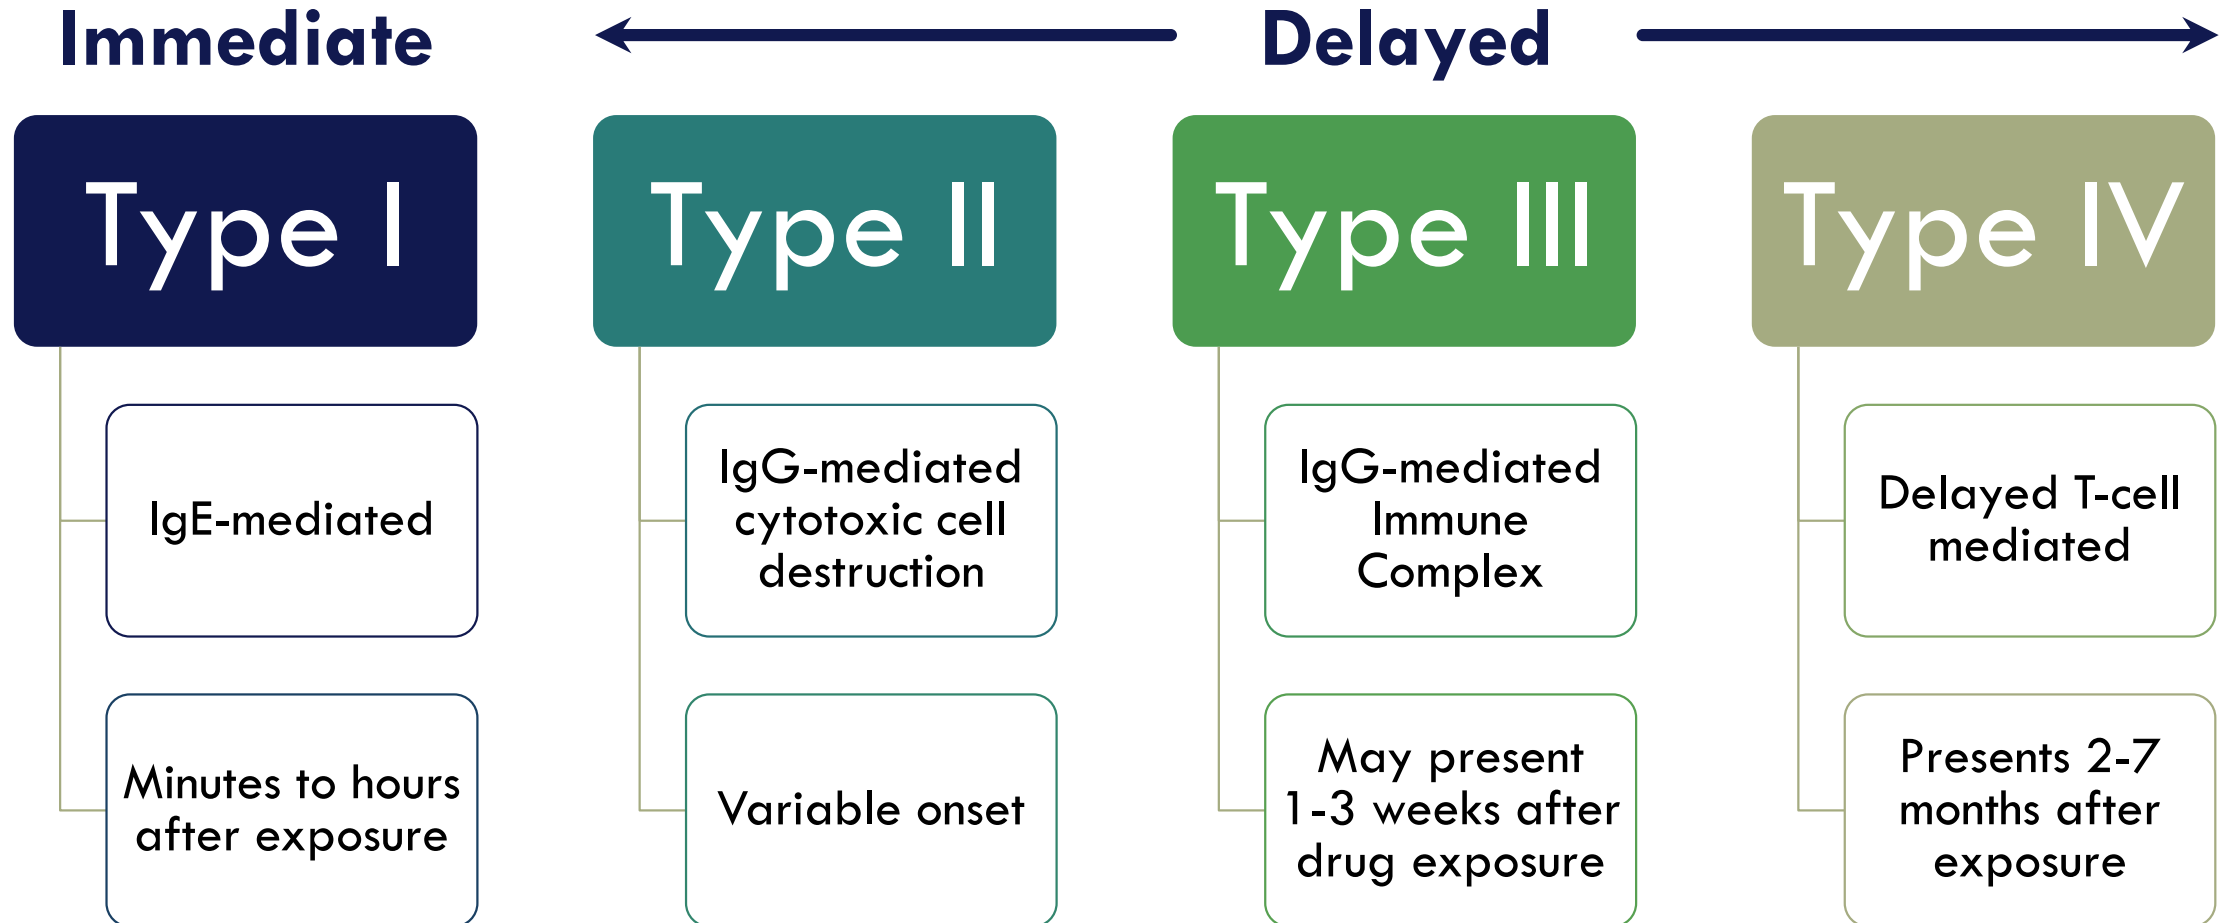 Immediate
Delayed
Type I
Type II
Type III
Type IV
IgE-mediated
IgG-mediated
cytotoxic cell
destruction
IgG-mediated
Immune
Complex
Delayed T-cell
mediated
Minutes to hours
after exposure
Variable onset
May present
1-3 weeks after
drug exposure
Presents 2-7
months after
exposure